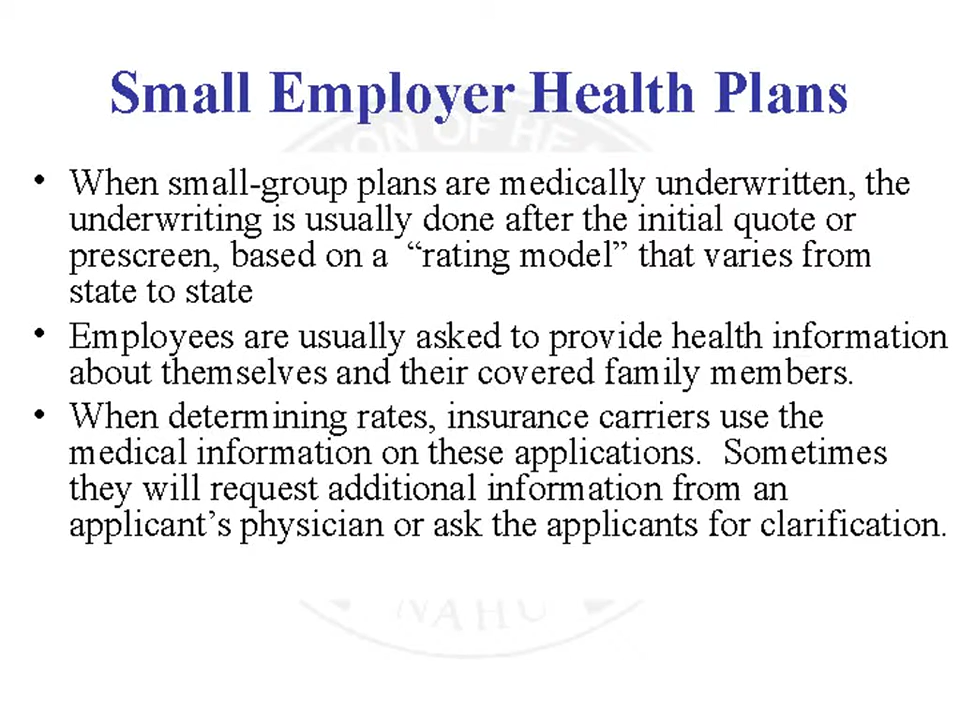 Small Employer Health Plans
• When small-group plans are medically underwritten, the
underwriting is usually done after the initial quote or
prescreen, based on a “rating model” that varies from
state to state
• Employees are usually asked to provide health information
about themselves and their covered family members.
• When determining rates, insurance carriers use the
medical information on these applications. Sometimes
they will request additional information from an
applicant’s physician or ask the applicants for clarification.
NAHU